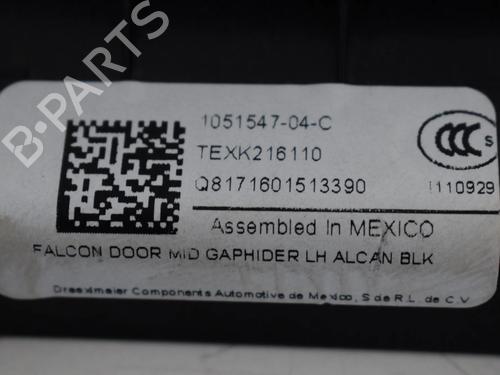 B-PARTS
1051547-04-C
TEXK216110
Q8171601513390
CCC S
1110929
Assembled In MEXICO
FALCON DOOR MID GAPHIDER LH ALCAN BLK
Draexlmaier Components Automotive de Mexico, S de R.L. de C.V.